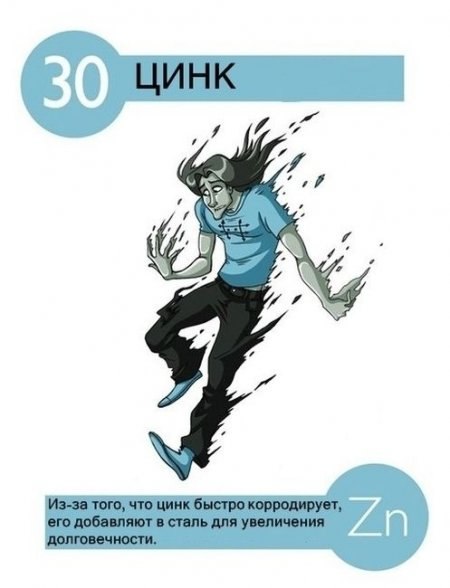 30
ЦИНК
Из-за того, что цинк быстро корродирует,
его добавляют в сталь для увеличения
долговечности.
Zn